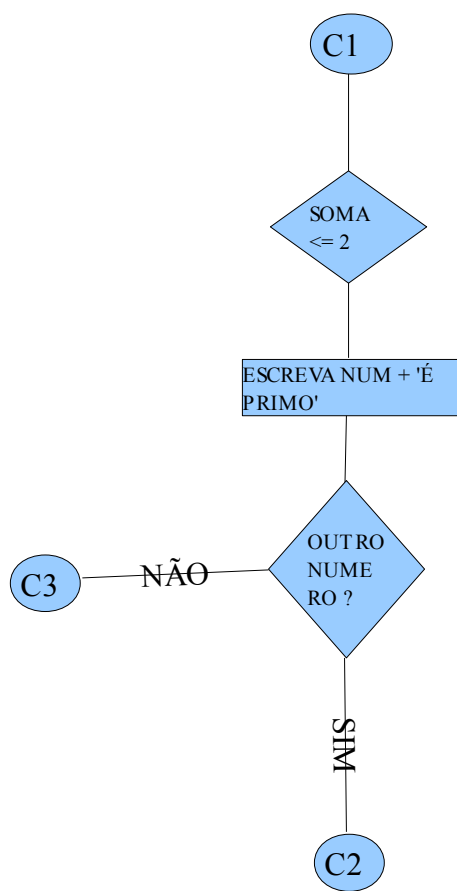 C1
SOMA
<= 2
ESCREVA NUM + 'É
PRIMO'
OUTRO
NUME
RO ?
NÃO
C3
SIM
C2